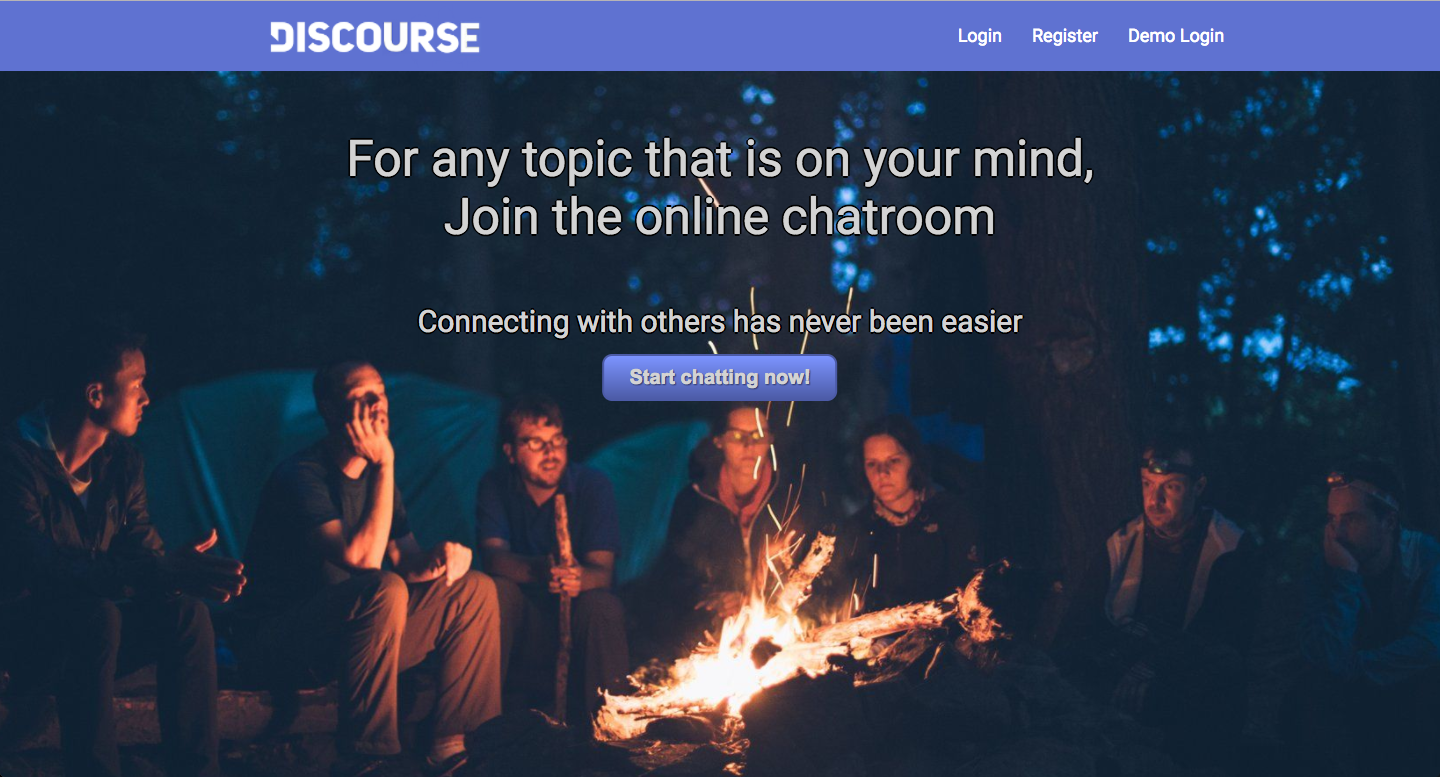 DISCOURSE
Login Register Demo Login
For any topic that is on your mind,
Join the online chatroom
Connecting with others has never been easier
Start chatting now!